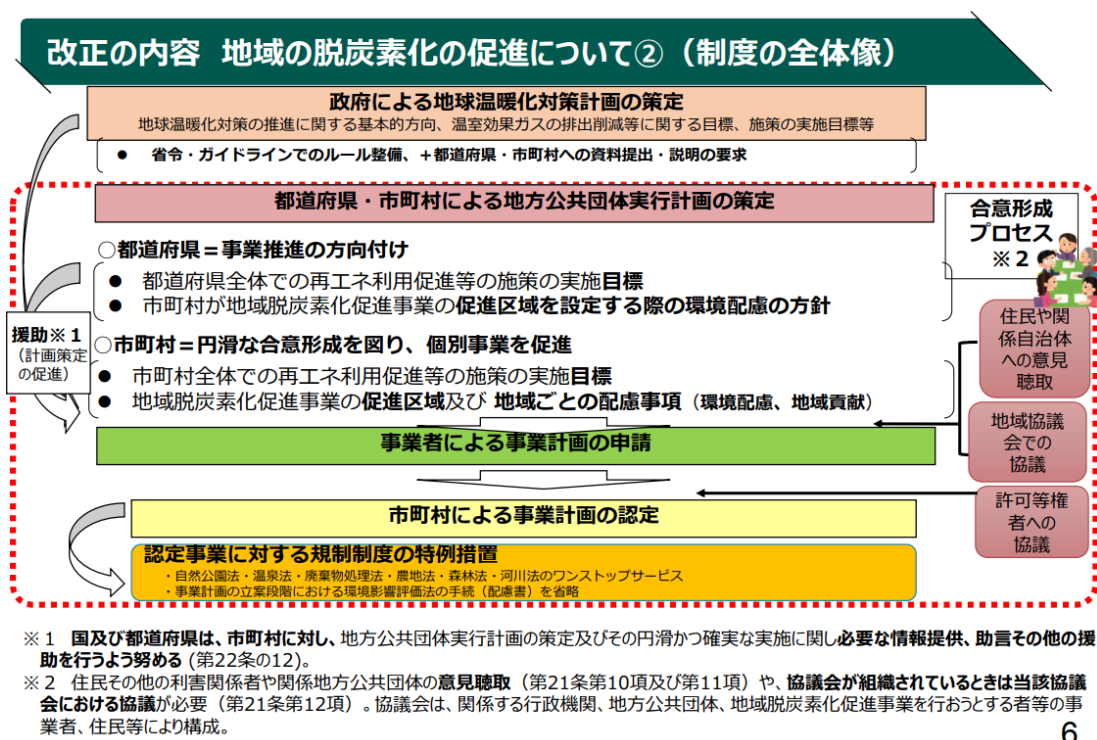 改正の内容 地域の脱炭素化の促進について②(制度の全体像)
政府による地球温暖化対策計画の策定
地球温暖化対策の推進に関する基本的方向、温室効果ガスの排出削減等に関する目標、施策の実施目標等
● 省令・ガイドラインでのルール整備、+都道府県・市町村への資料提出・説明の要求
都道府県・市町村による地方公共団体実行計画の策定
合意形成
プロセス
※2
○都道府県=事業推進の方向付け
● 都道府県全体での再エネ利用促進等の施策の実施目標
● 市町村が地域脱炭素化促進事業の促進区域を設定する際の環境配慮の方針
援助※1
(計画策定
の促進)
○市町村=円滑な合意形成を図り、個別事業を促進
● 市町村全体での再エネ利用促進等の施策の実施目標
● 地域脱炭素化促進事業の促進区域及び 地域ごとの配慮事項(環境配慮、地域貢献)
住民や関
係自治体
への意見
聴取
地域協議
会での
協議
許可等権
者への
協議
事業者による事業計画の申請
市町村による事業計画の認定
認定事業に対する規制制度の特例措置
・自然公園法・温泉法・廃棄物処理法・農地法・森林法・河川法のワンストップサービス
・事業計画の立案段階における環境影響評価法の手続(配慮書)を省略
※1 国及び都道府県は、市町村に対し、地方公共団体実行計画の策定及びその円滑かつ確実な実施に関し必要な情報提供、助言その他の援
助を行うよう努める (第22条の12)。
※2 住民その他の利害関係者や関係地方公共団体の意見聴取(第21条第10項及び第11項)や、協議会が組織されているときは当該協議
会における協議が必要(第21条第12項)。協議会は、関係する行政機関、地方公共団体、地域脱炭素化促進事業を行おうとする者等の事
業者、住民等により構成。
6